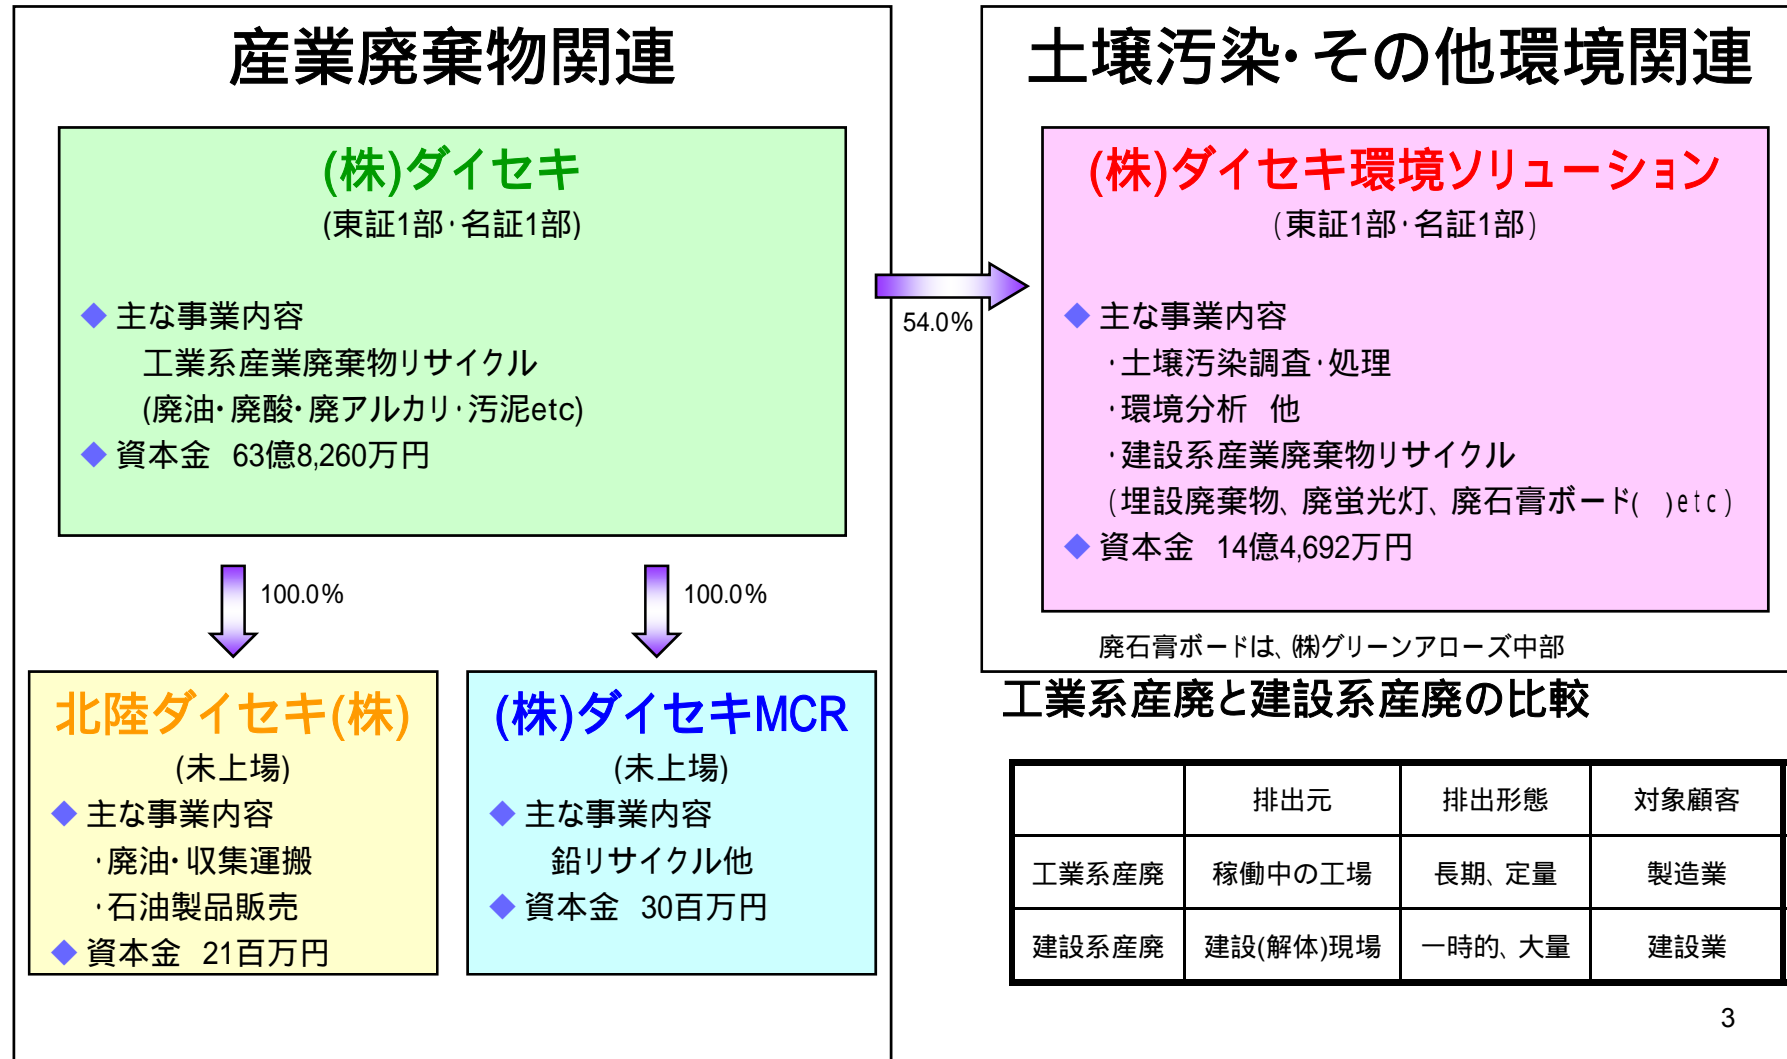 産業廃棄物関連
(株)ダイセキ
(東証1部・名証1部)
◆ 主な事業内容
工業系産業廃棄物リサイクル
(廃油・廃酸・廃アルカリ・汚泥etc)
◆ 資本金 63億8,260万円
100.0%
100.0%
北陸ダイセキ(株)
(未上場)
◆ 主な事業内容
・廃油・収集運搬
・石油製品販売
◆ 資本金 21百万円
(株)ダイセキMCR
(未上場)
◆ 主な事業内容
鉛リサイクル他
◆ 資本金 30百万円
54.0%
土壌汚染・その他環境関連
(株)ダイセキ環境ソリューション
(東証1部・名証1部)
◆ 主な事業内容
・土壌汚染調査・処理
・環境分析 他
・建設系産業廃棄物リサイクル
(埋設廃棄物、廃蛍光灯、廃石膏ボード( )etc)
◆ 資本金 14億4,692万円
廃石膏ボードは、㈱グリーンアローズ中部
工業系産廃と建設系産廃の比較
排出元 排出形態 対象顧客
工業系産廃 稼働中の工場 長期、定量 製造業
建設系産廃 建設(解体)現場 一時的、大量 建設業
3